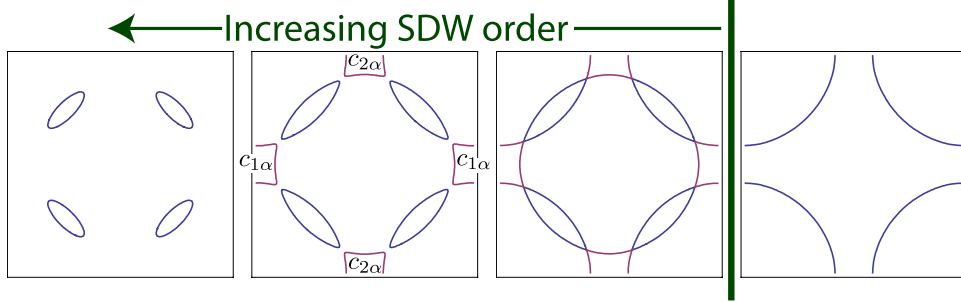 Increasing SDW order
c₂α
c₁α c₁α
c₂α